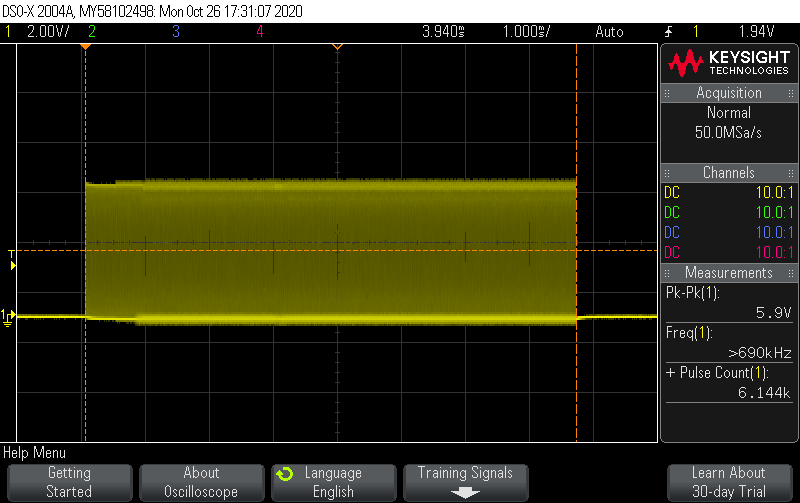 DSO-X 2004A, MY58102498: Mon Oct 26 17:31:07 2020
1 2.00V/ 2 3 4 3.940ms 1.000ms/ Auto 1 1.94V
KEYSIGHT
TECHNOLOGIES
Acquisition
Normal
50.0MSa/s
Channels
DC 10.0:1
DC 10.0:1
DC 10.0:1
DC 10.0:1
Measurements
Pk-Pk(1):
5.9V
Freq(1):
>690kHz
+ Pulse Count(1):
6.144k
T
1
Help Menu
Getting
Started
About
Oscilloscope
Language
English
Training Signals
Learn About
30-day Trial